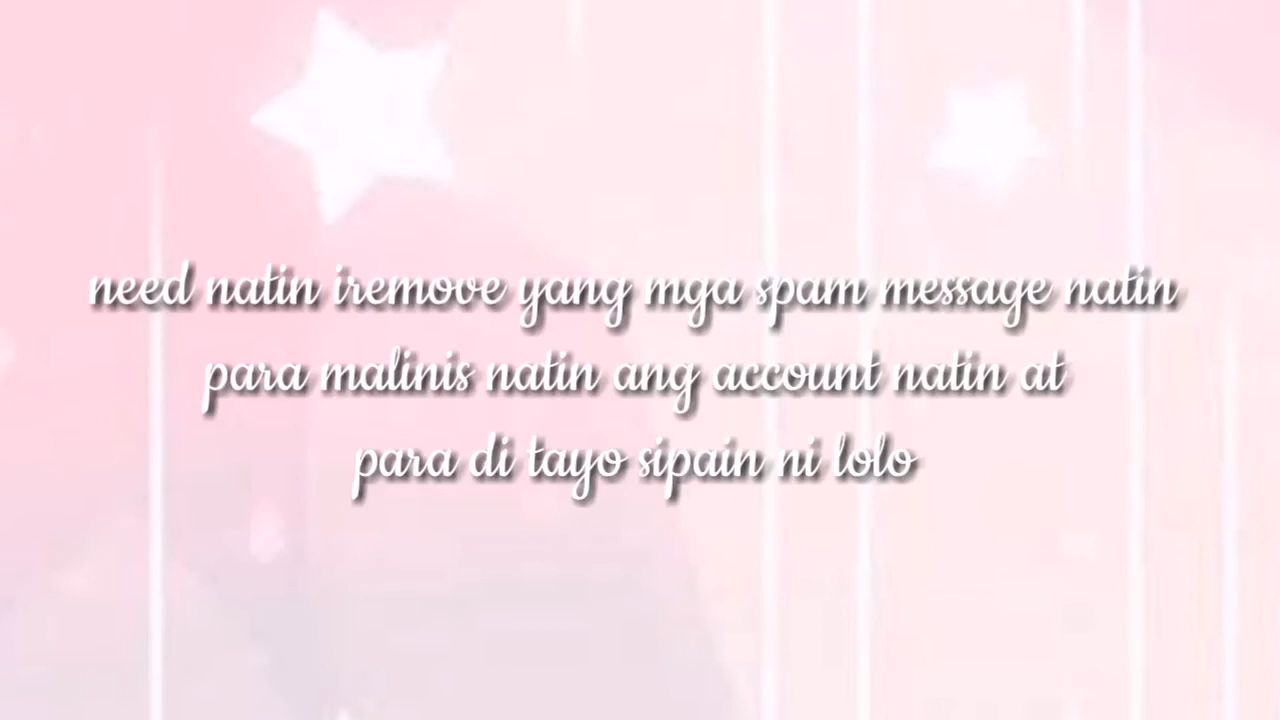 need natin iremove yang mga spam message natin
para malinis natin ang account natin at
para di tayo sipain ni lolo